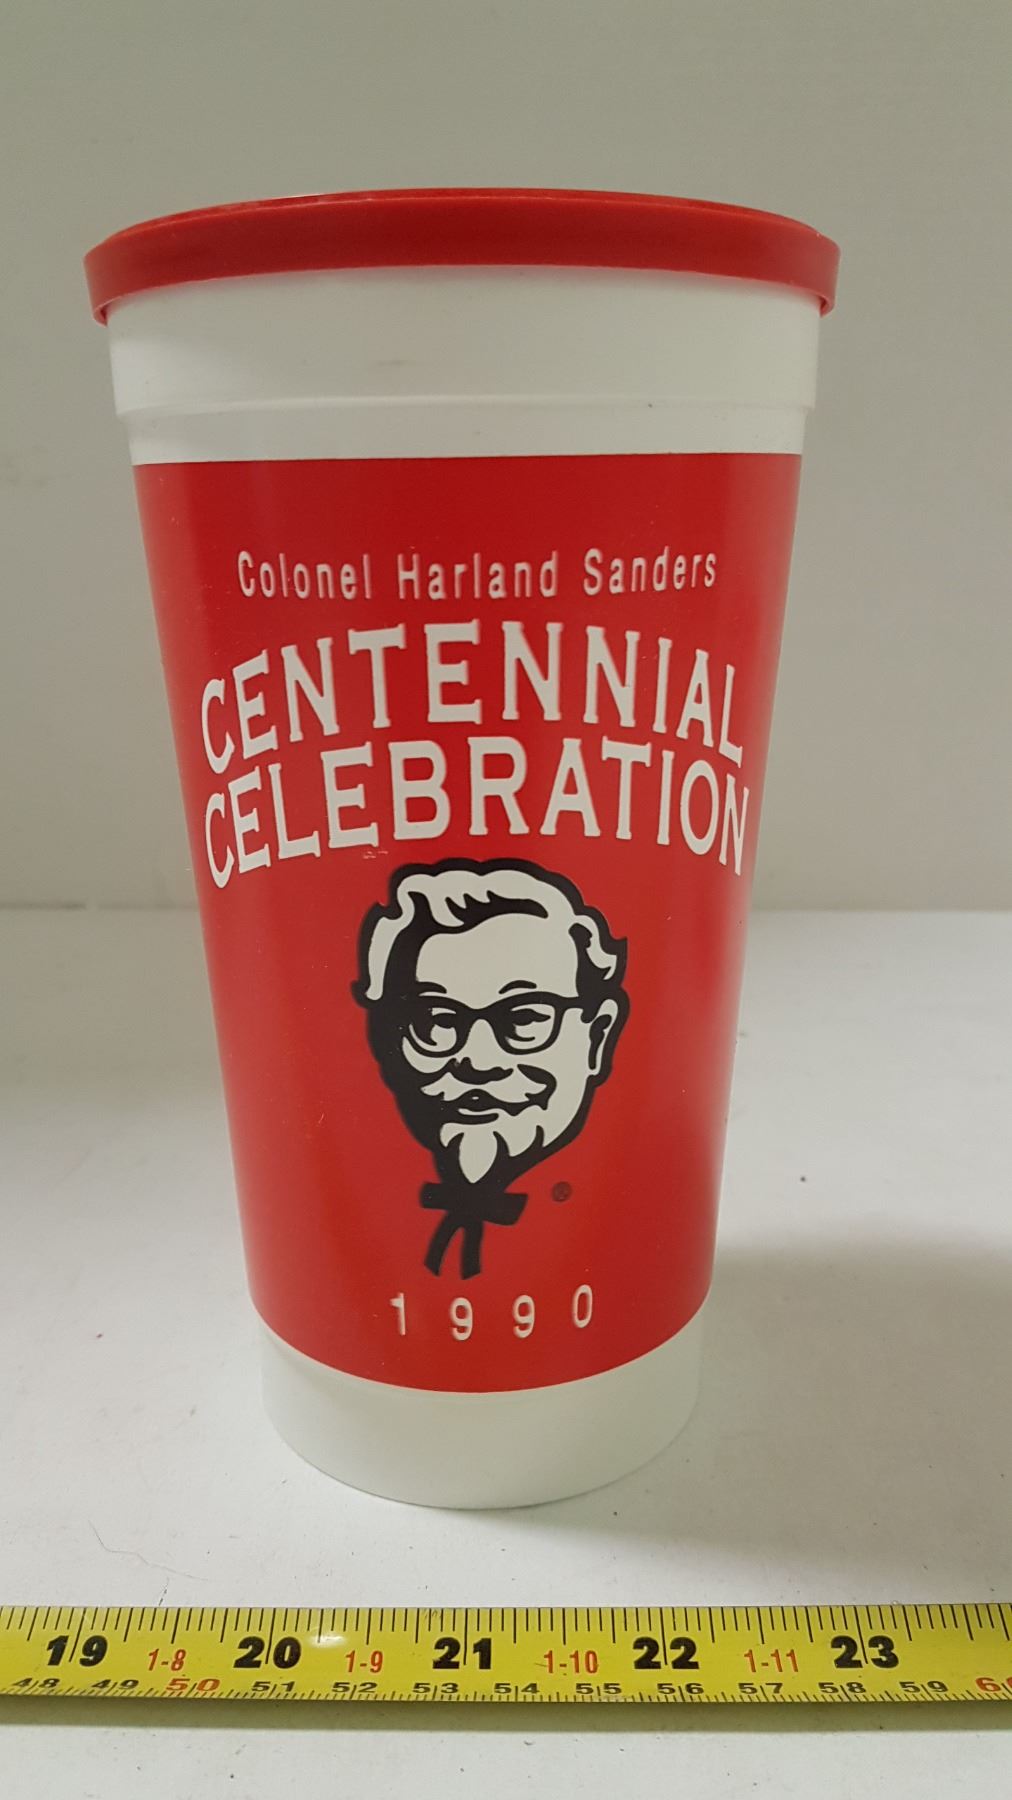 Colonel Harland Sanders
CENTENNIAL
CELEBRATION
®
1990
19 1-8 20 1-9 21 1-10 22 1-11 23
48 49 50 51 52 53 54 55 56 57 58 59 60